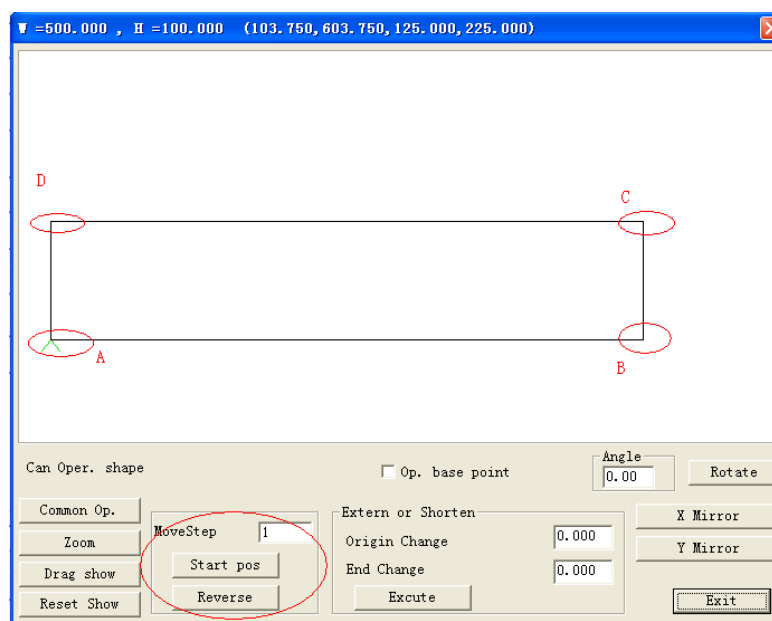 W =500.000 , H =100.000 (103.750,603.750,125.000,225.000)
D
C
A
B
Can Oper. shape
Op. base point
Angle
0.00
Rotate
Common Op.
Zoom
Drag show
Reset Show
MoveStep 1
Start pos
Reverse
Extern or Shorten
Origin Change 0.000
End Change 0.000
Excute
X Mirror
Y Mirror
Exit